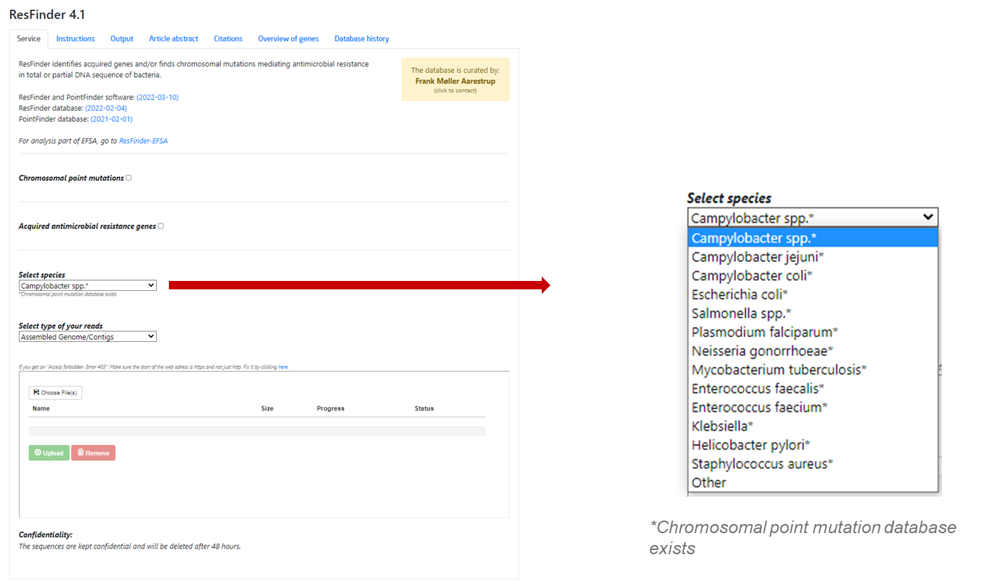 ResFinder 4.1
Service
Instructions
Output
Article abstract
Citations
Overview of genes
Database history
ResFinder identifies acquired genes and/or finds chromosomal mutations mediating antimicrobial resistance
in total or partial DNA sequence of bacteria.
The database is curated by:
Frank Møller Aarestrup
(click to contact)
ResFinder and PointFinder software: (2022-03-10)
ResFinder database: (2022-02-04)
PointFinder database: (2021-02-01)
For analysis part of EFSA, go to ResFinder-EFSA
Chromosomal point mutations
Acquired antimicrobial resistance genes
Select species
Campylobacter spp.*
*Chromosomal point mutation database exists
Select type of your reads
Assembled Genome/Contigs
If you get an "Access forbidden. Error 403": Make sure the start of the web adress is https and not just http. Fix it by clicking here.
Choose File(s)
Name Size Progress Status
Upload
Remove
Confidentiality:
The sequences are kept confidential and will be deleted after 48 hours.
Select species
Campylobacter spp.*
Campylobacter spp.*
Campylobacter jejuni*
Campylobacter coli*
Escherichia coli*
Salmonella spp.*
Plasmodium falciparum*
Neisseria gonorrhoeae*
Mycobacterium tuberculosis*
Enterococcus faecalis*
Enterococcus faecium*
Klebsiella*
Helicobacter pylori*
Staphylococcus aureus*
Other
*Chromosomal point mutation database
exists